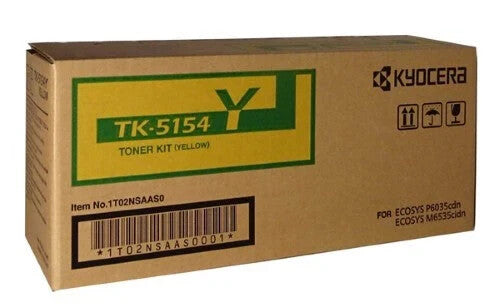 KYOCERA
TK-5154 Y
TONER KIT (YELLOW)
Item No.1T02NSAAS0
*1T02NSAAS0001*
FOR ECOSYS P6035cdn
ECOSYS M6535cidn